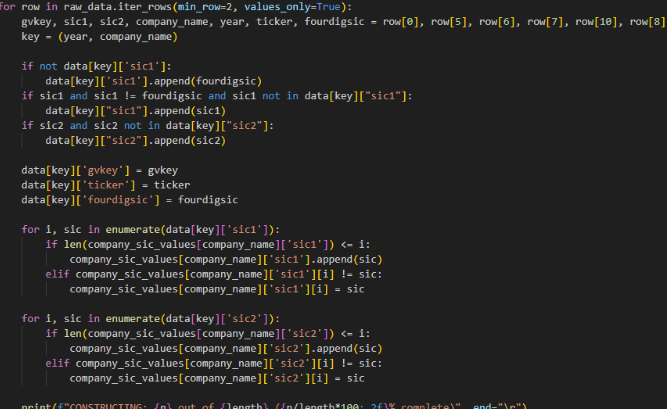 for row in raw_data.iter_rows(min_row=2, values_only=True):
    gvkey, sic1, sic2, company_name, year, ticker, fourdigsic = row[0], row[5], row[6], row[7], row[10], row[8]
    key = (year, company_name)

    if not data[key]['sic1']:
        data[key]['sic1'].append(fourdigsic)
    if sic1 and sic1 != fourdigsic and sic1 not in data[key]["sic1"]:
        data[key]["sic1"].append(sic1)
    if sic2 and sic2 not in data[key]["sic2"]:
        data[key]["sic2"].append(sic2)

    data[key]['gvkey'] = gvkey
    data[key]['ticker'] = ticker
    data[key]['fourdigsic'] = fourdigsic

    for i, sic in enumerate(data[key]['sic1']):
        if len(company_sic_values[company_name]['sic1']) <= i:
            company_sic_values[company_name]['sic1'].append(sic)
        elif company_sic_values[company_name]['sic1'][i] != sic:
            company_sic_values[company_name]['sic1'][i] = sic

    for i, sic in enumerate(data[key]['sic2']):
        if len(company_sic_values[company_name]['sic2']) <= i:
            company_sic_values[company_name]['sic2'].append(sic)
        elif company_sic_values[company_name]['sic2'][i] != sic:
            company_sic_values[company_name]['sic2'][i] = sic

    print(f"CONSTRUCTING: {n} out of {length} ({n/length*100:.2f}% complete)", end="\r")